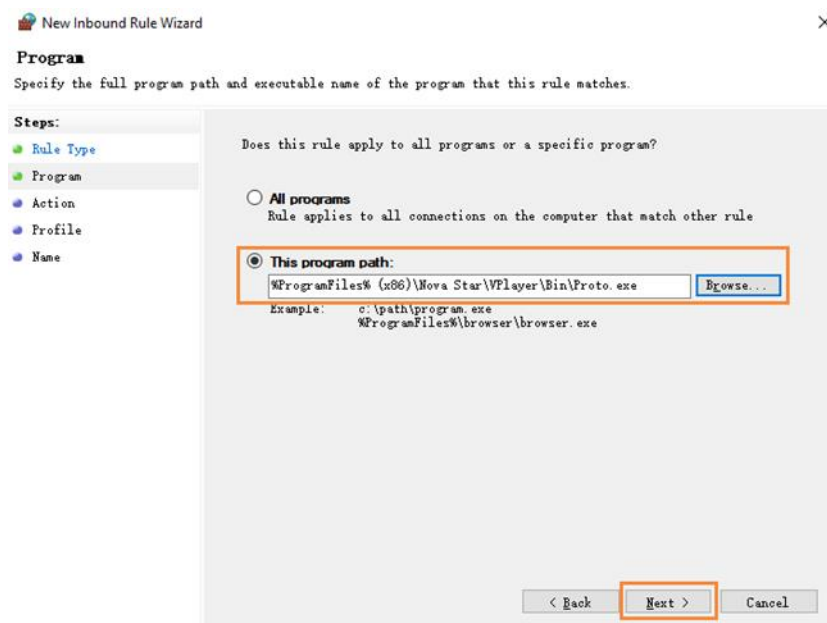 New Inbound Rule Wizard
Program
Specify the full program path and executable name of the program that this rule matches.
Steps:
Rule Type
Program
Action
Profile
Name
Does this rule apply to all programs or a specific program?
All programs
Rule applies to all connections on the computer that match other rule
This program path:
%ProgramFiles% (x86)\Nova Star\VPlayer\Bin\Proto.exe
Browse...
Example: c:\path\program.exe
%ProgramFiles%\browser\browser.exe
< Back
Next >
Cancel